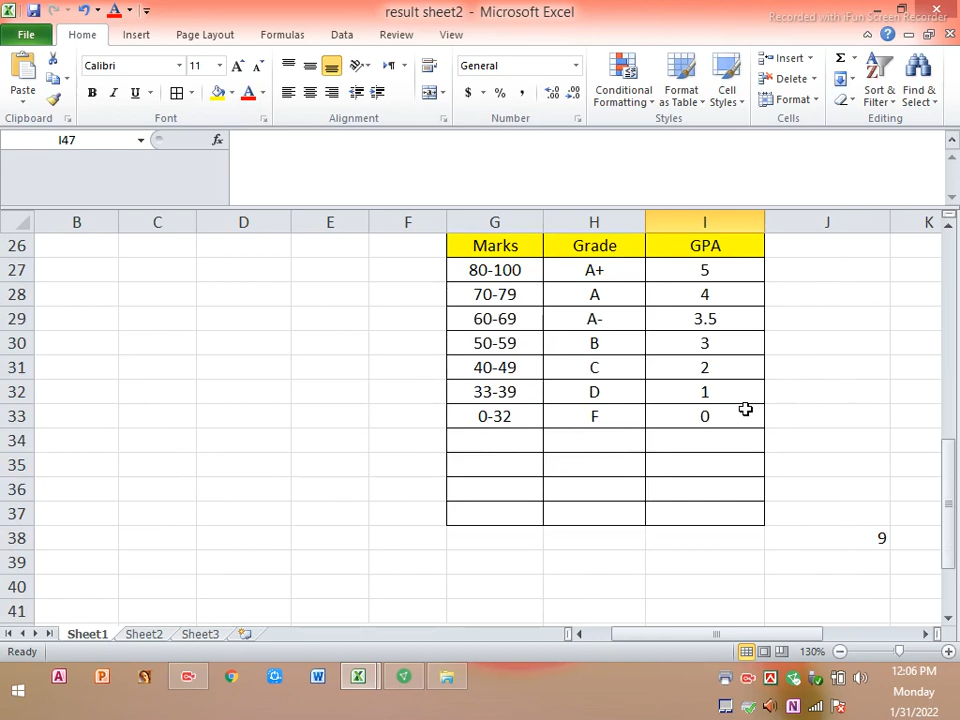 result sheet2 - Microsoft Excel
Recorded with iFun Screen Recorder
File Home Insert Page Layout Formulas Data Review View
Paste
Calibri 11
B I U
General
$ % ,
Conditional Formatting
Format as Table
Cell Styles
Insert
Delete
Format
Sort & Filter
Find & Select
Clipboard Font Alignment Number Styles Cells Editing
I47 fx
B C D E F G H I J K
26 Marks Grade GPA
27 80-100 A+ 5
28 70-79 A 4
29 60-69 A- 3.5
30 50-59 B 3
31 40-49 C 2
32 33-39 D 1
33 0-32 F 0
34
35
36
37
38 9
39
40
41
Sheet1 Sheet2 Sheet3
Ready 130%
12:06 PM
Monday
1/31/2022